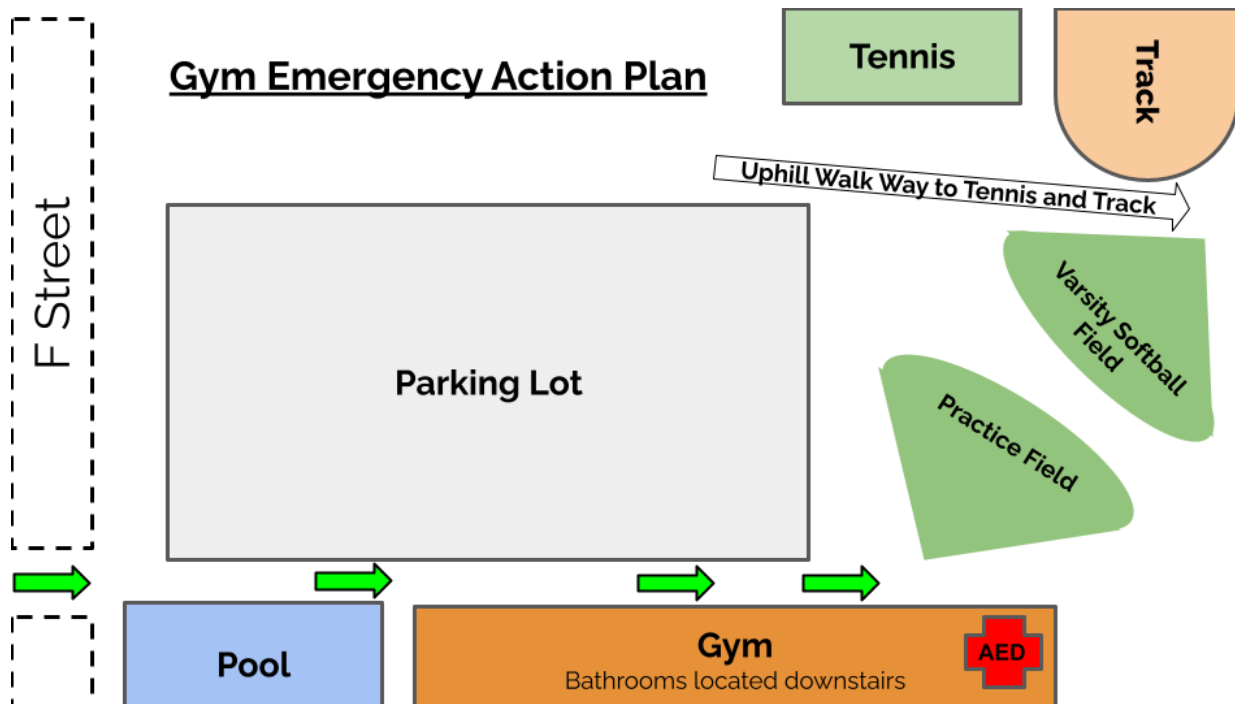 Gym Emergency Action Plan
Tennis
Track
F Street
Uphill Walk Way to Tennis and Track
Varsity Softball
Field
Parking Lot
Practice Field
Pool
Gym
Bathrooms located downstairs
AED